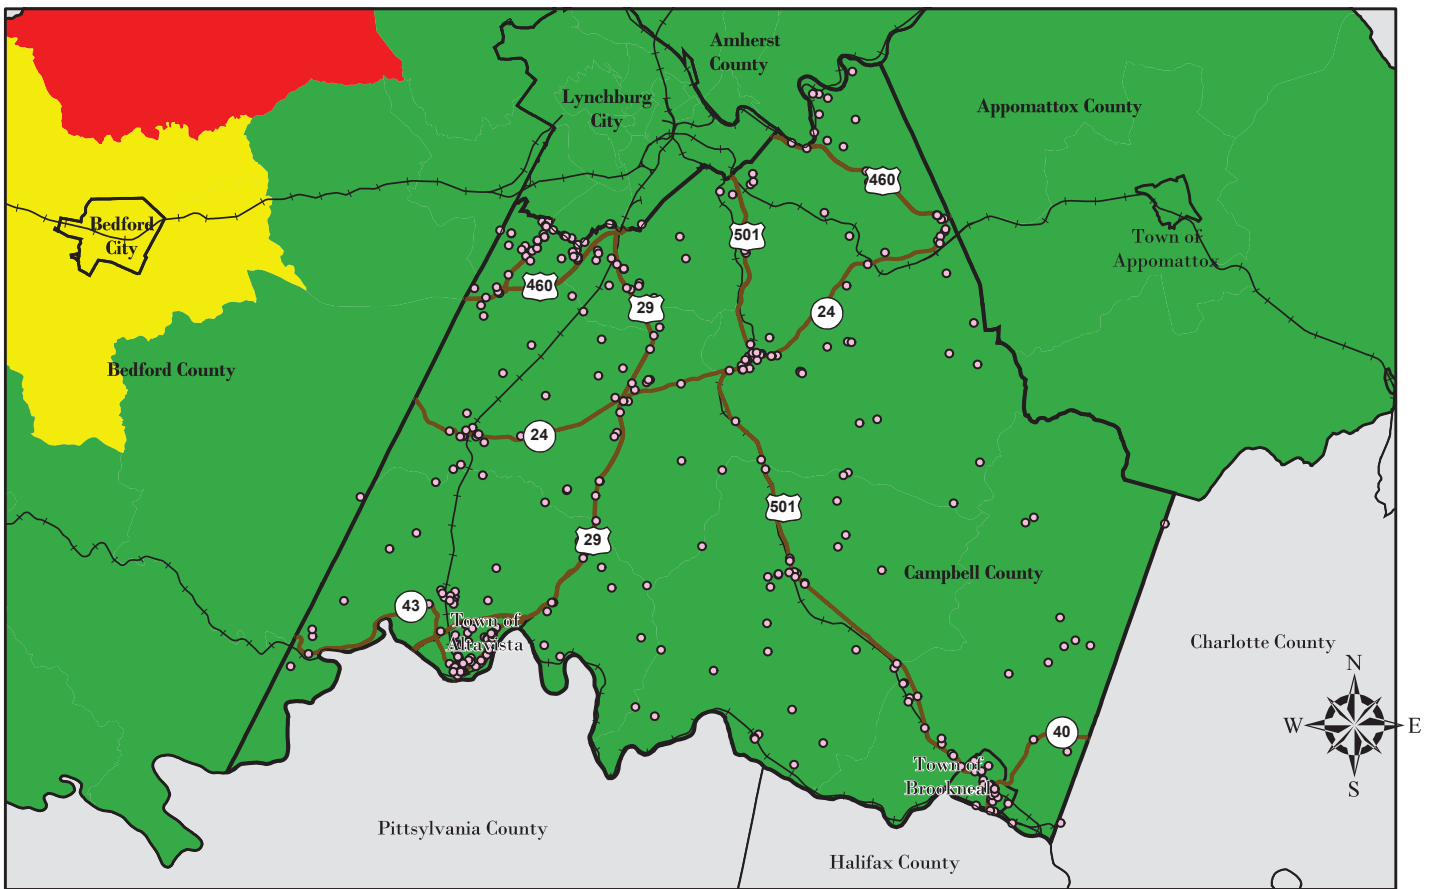 Amherst
County
Lynchburg
City
Appomattox County
460
Bedford
City
501
Town of
Appomattox
460
29
24
Bedford County
24
501
29
Campbell County
43
Town of
Altavista
Charlotte County
N
W
E
S
40
Town of
Brookneal
Pittsylvania County
Halifax County